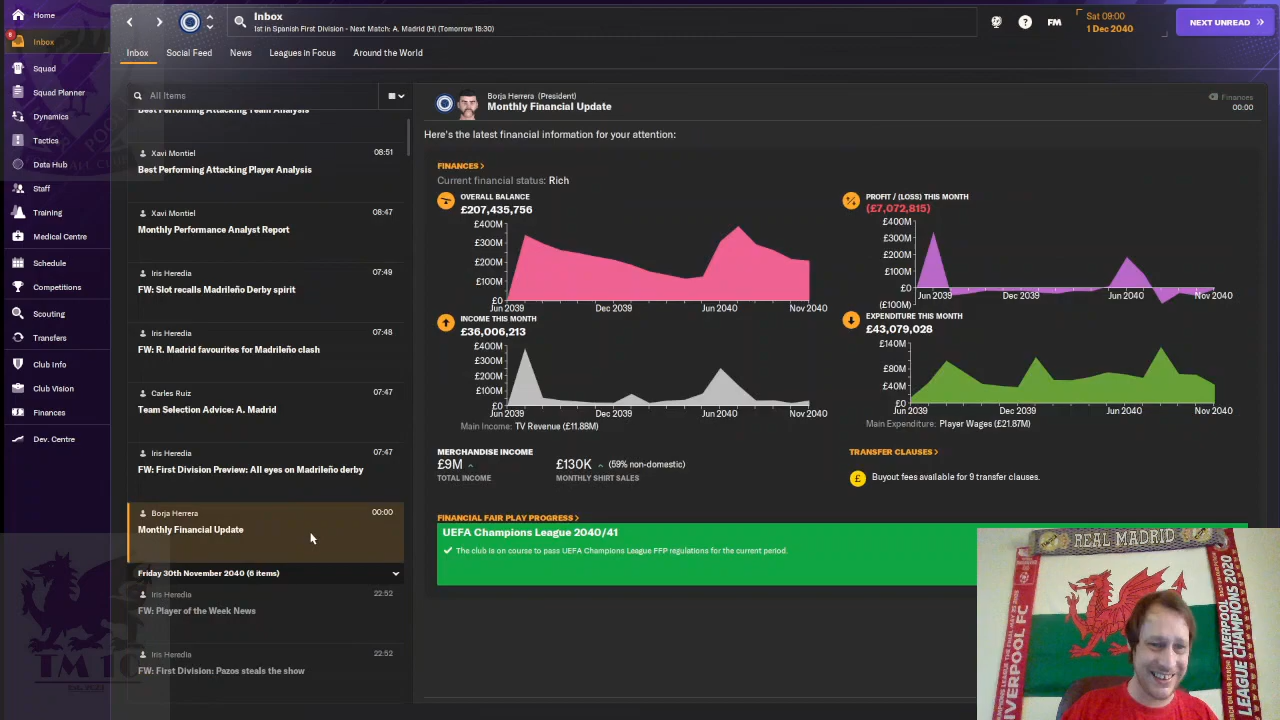 Home
8
Inbox
Squad
Squad Planner
Dynamics
Tactics
Data Hub
Staff
Training
Medical Centre
Schedule
Competitions
Scouting
Transfers
Club Info
Club Vision
Finances
Dev. Centre
Inbox
1st in Spanish First Division - Next Match: A. Madrid (H) (Tomorrow 18:30)
FM
Sat 09:00
1 Dec 2040
NEXT UNREAD
Inbox
Social Feed
News
Leagues in Focus
Around the World
All Items
Best Performing Attacking Team Analysis
Xavi Montiel
08:51
Best Performing Attacking Player Analysis
Xavi Montiel
08:47
Monthly Performance Analyst Report
Iris Heredia
07:49
FW: Slot recalls Madrileño Derby spirit
Iris Heredia
07:48
FW: R. Madrid favourites for Madrileño clash
Carles Ruiz
07:47
Team Selection Advice: A. Madrid
Iris Heredia
07:47
FW: First Division Preview: All eyes on Madrileño derby
Borja Herrera
00:00
Monthly Financial Update
Friday 30th November 2040 (6 items)
Iris Heredia
22:52
FW: Player of the Week News
Iris Heredia
22:52
FW: First Division: Pazos steals the show
Borja Herrera (President)
Monthly Financial Update
Finances
00:00
Here's the latest financial information for your attention:
FINANCES
Current financial status: Rich
OVERALL BALANCE
£207,435,756
£400M
£300M
£200M
£100M
£0
Jun 2039
Dec 2039
Jun 2040
Nov 2040
PROFIT / (LOSS) THIS MONTH
(£7,072,815)
£400M
£200M
£100M
£0
(£100M)
Jun 2039
Dec 2039
Jun 2040
Nov 2040
INCOME THIS MONTH
£36,006,213
£400M
£300M
£200M
£100M
£0
Jun 2039
Dec 2039
Jun 2040
Nov 2040
Main Income: TV Revenue (£11.88M)
EXPENDITURE THIS MONTH
£43,079,028
£140M
£80M
£40M
£0
Jun 2039
Dec 2039
Jun 2040
Nov 2040
Main Expenditure: Player Wages (£21.87M)
MERCHANDISE INCOME
£9M
TOTAL INCOME
£130K (59% non-domestic)
MONTHLY SHIRT SALES
TRANSFER CLAUSES
Buyout fees available for 9 transfer clauses.
FINANCIAL FAIR PLAY PROGRESS
UEFA Champions League 2040/41
The club is on course to pass UEFA Champions League FFP regulations for the current period.
REAL MADRID
LIVERPOOL FC
LIVERPOOL
LEAGUE CHAMPIONS 2020
TM10